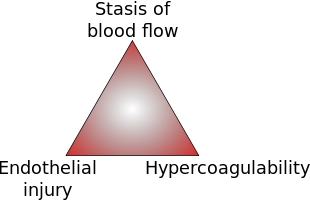 Stasis of
blood flow
Endothelial
injury
Hypercoagulability